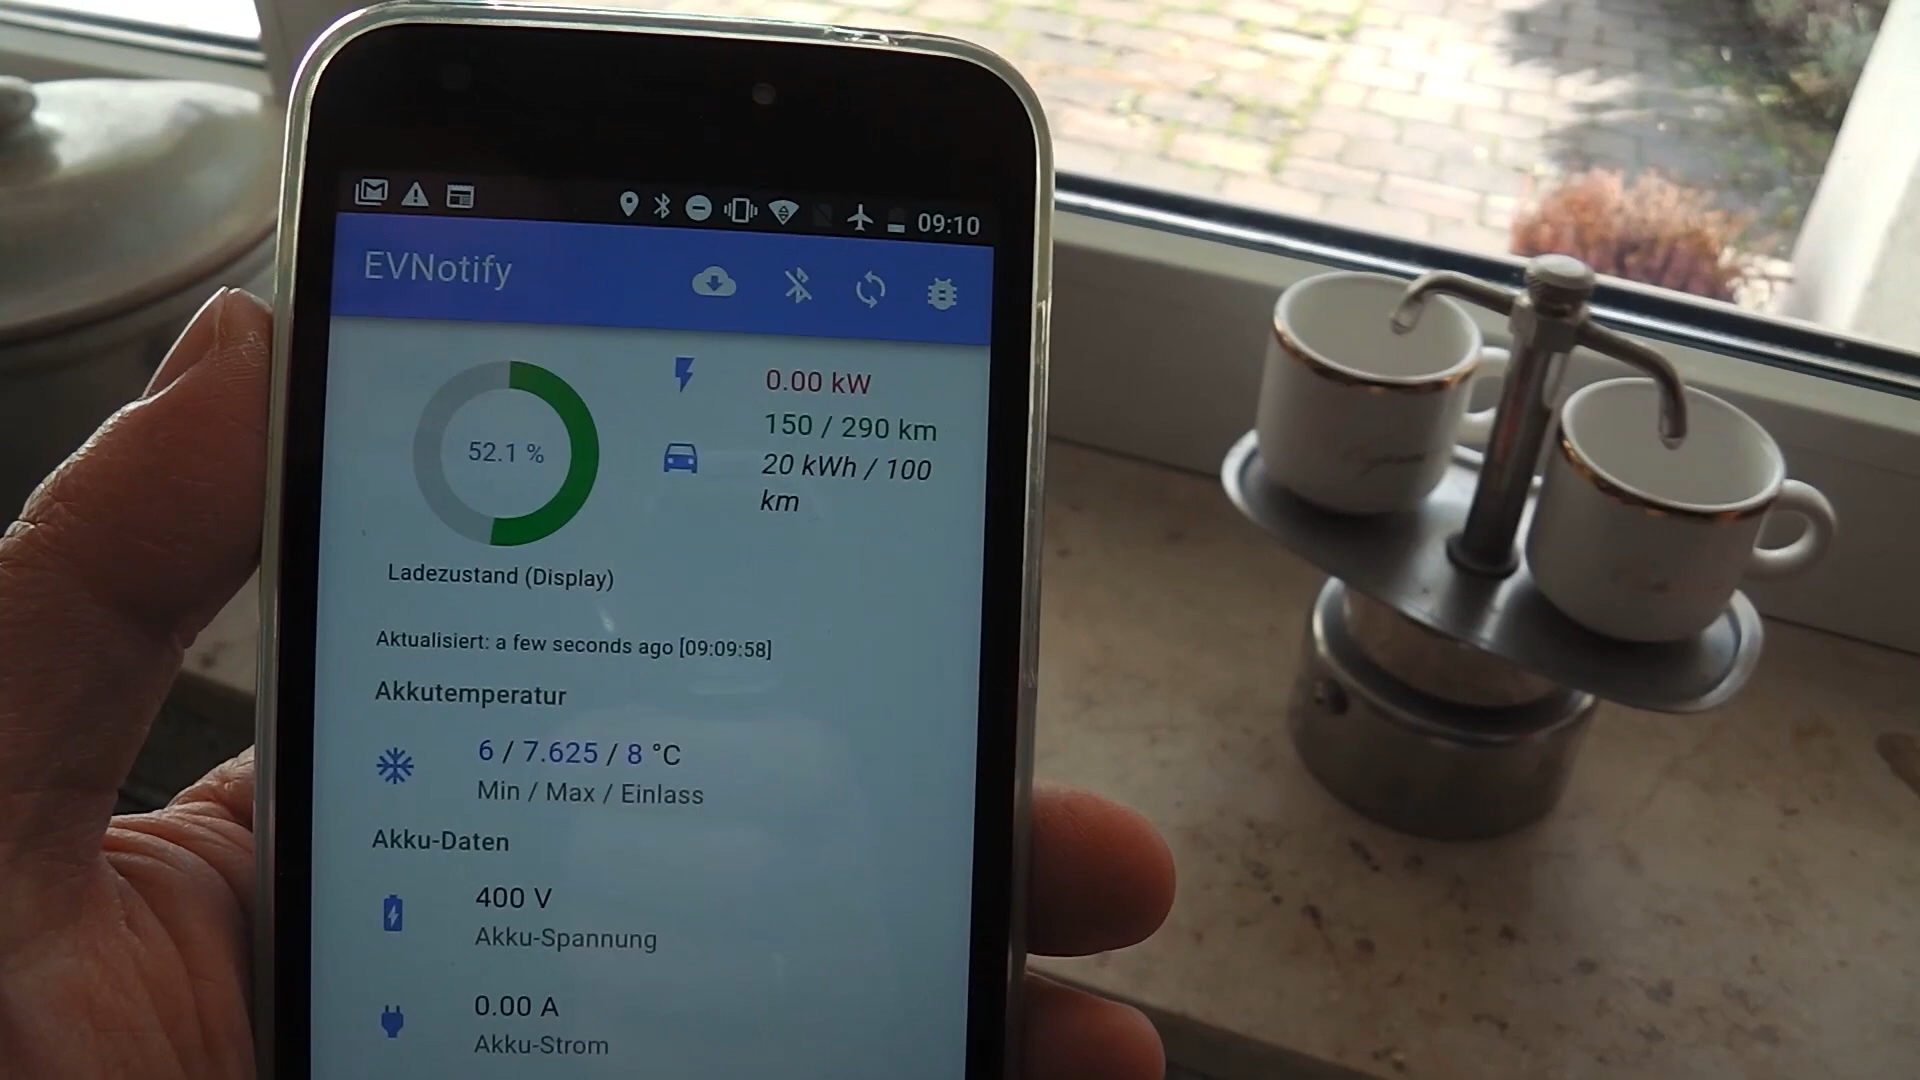 09:10
EVNotify
52.1 %
0.00 kW
150 / 290 km
20 kWh / 100
km
Ladezustand (Display)
Aktualisiert: a few seconds ago [09:09:58]
Akkutemperatur
6 / 7.625 / 8 °C
Min / Max / Einlass
Akku-Daten
400 V
Akku-Spannung
0.00 A
Akku-Strom